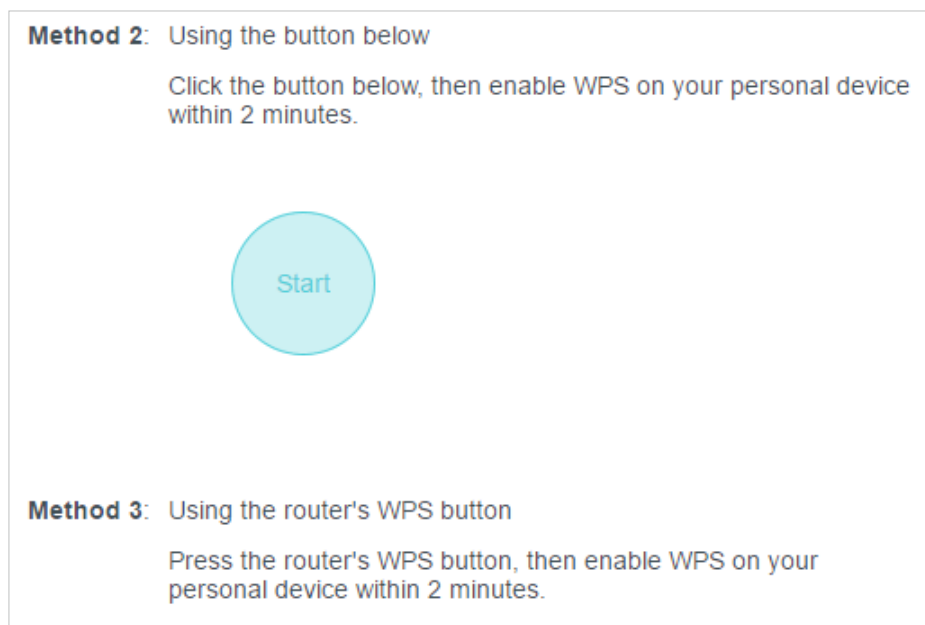 Method 2: Using the button below
Click the button below, then enable WPS on your personal device
within 2 minutes.
Start
Method 3: Using the router's WPS button
Press the router's WPS button, then enable WPS on your
personal device within 2 minutes.